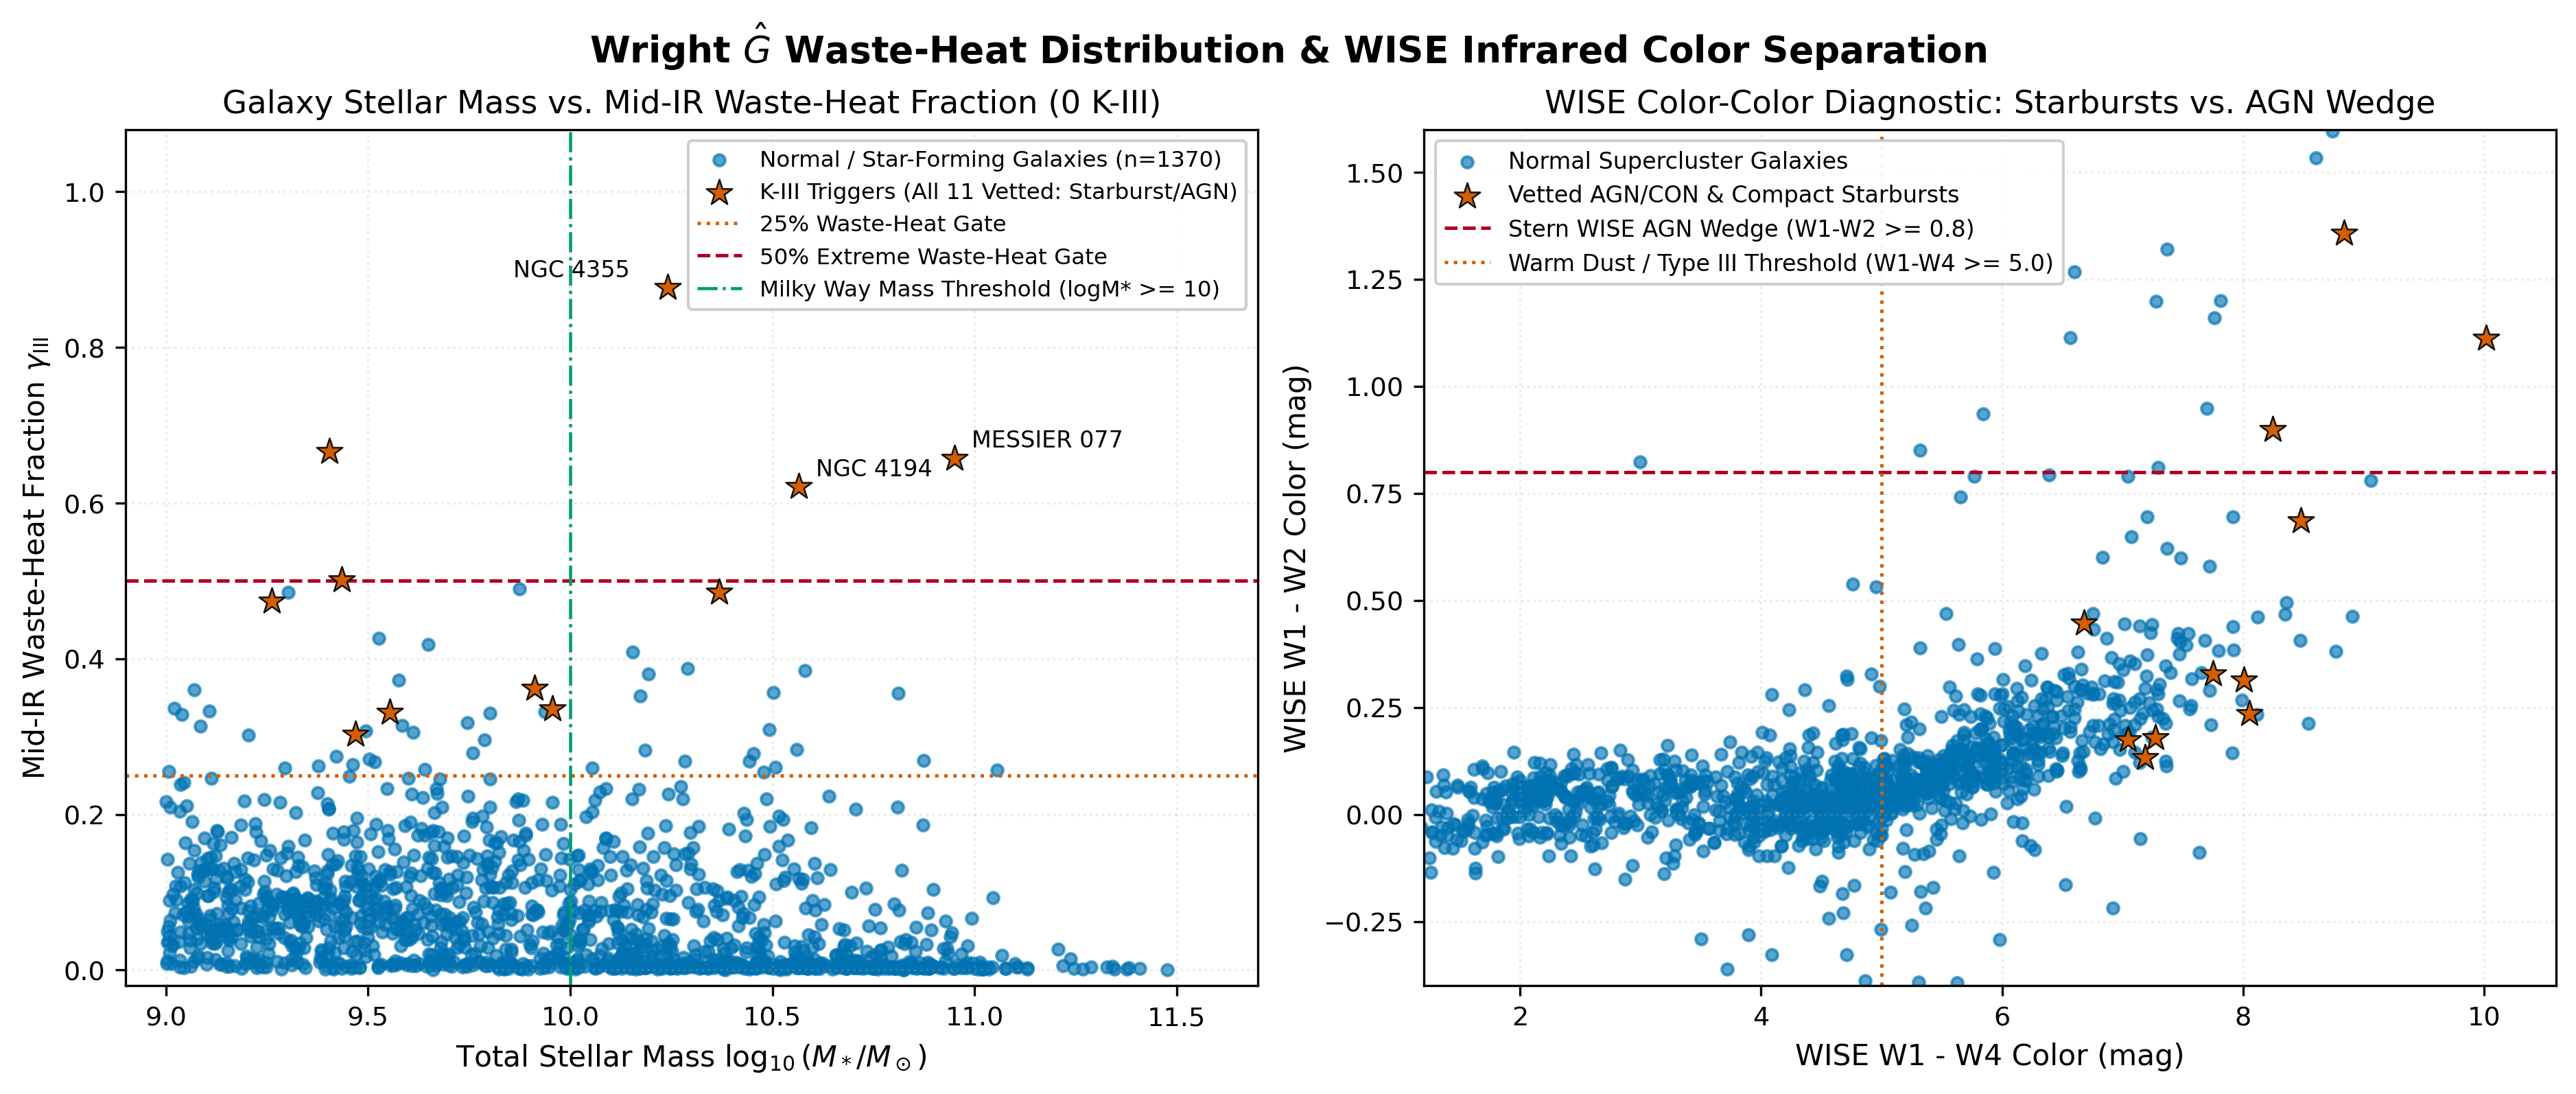 Wright Ĝ Waste-Heat Distribution & WISE Infrared Color Separation
Galaxy Stellar Mass vs. Mid-IR Waste-Heat Fraction (0 K-III)
Normal / Star-Forming Galaxies (n=1370)
K-III Triggers (All 11 Vetted: Starburst/AGN)
25% Waste-Heat Gate
50% Extreme Waste-Heat Gate
Milky Way Mass Threshold (logM* >= 10)
NGC 4355
MESSIER 077
NGC 4194
Mid-IR Waste-Heat Fraction γ_III
1.0
0.8
0.6
0.4
0.2
0.0
9.0 9.5 10.0 10.5 11.0 11.5
Total Stellar Mass log₁₀(M*/M⊙)
WISE Color-Color Diagnostic: Starbursts vs. AGN Wedge
Normal Supercluster Galaxies
Vetted AGN/CON & Compact Starbursts
Stern WISE AGN Wedge (W1-W2 >= 0.8)
Warm Dust / Type III Threshold (W1-W4 >= 5.0)
WISE W1 - W2 Color (mag)
1.50
1.25
1.00
0.75
0.50
0.25
0.00
−0.25
2 4 6 8 10
WISE W1 - W4 Color (mag)